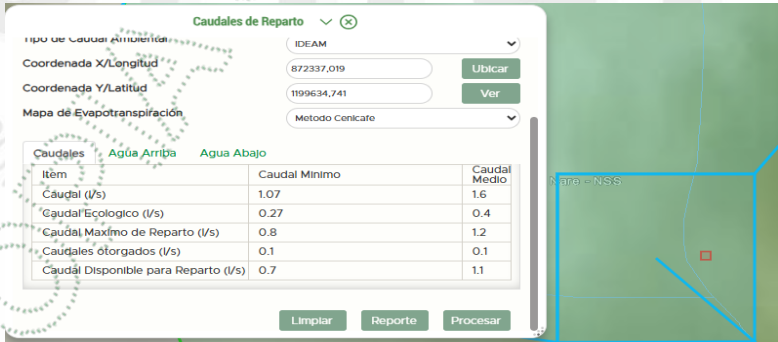 Caudales de Reparto
Tipo de Caudal Ambiental IDEAM
Coordenada X/Longitud 872337,019 Ubicar
Coordenada Y/Latitud 1199634,741 Ver
Mapa de Evapotranspiración Metodo Cenicafe
Caudales Agua Arriba Agua Abajo
Item Caudal Minimo Caudal Medio
Caudal (l/s) 1.07 1.6
Caudal Ecologico (l/s) 0.27 0.4
Caudal Maximo de Reparto (l/s) 0.8 1.2
Caudales otorgados (l/s) 0.1 0.1
Caudal Disponible para Reparto (l/s) 0.7 1.1
Limpiar Reporte Procesar
Nare - NSS